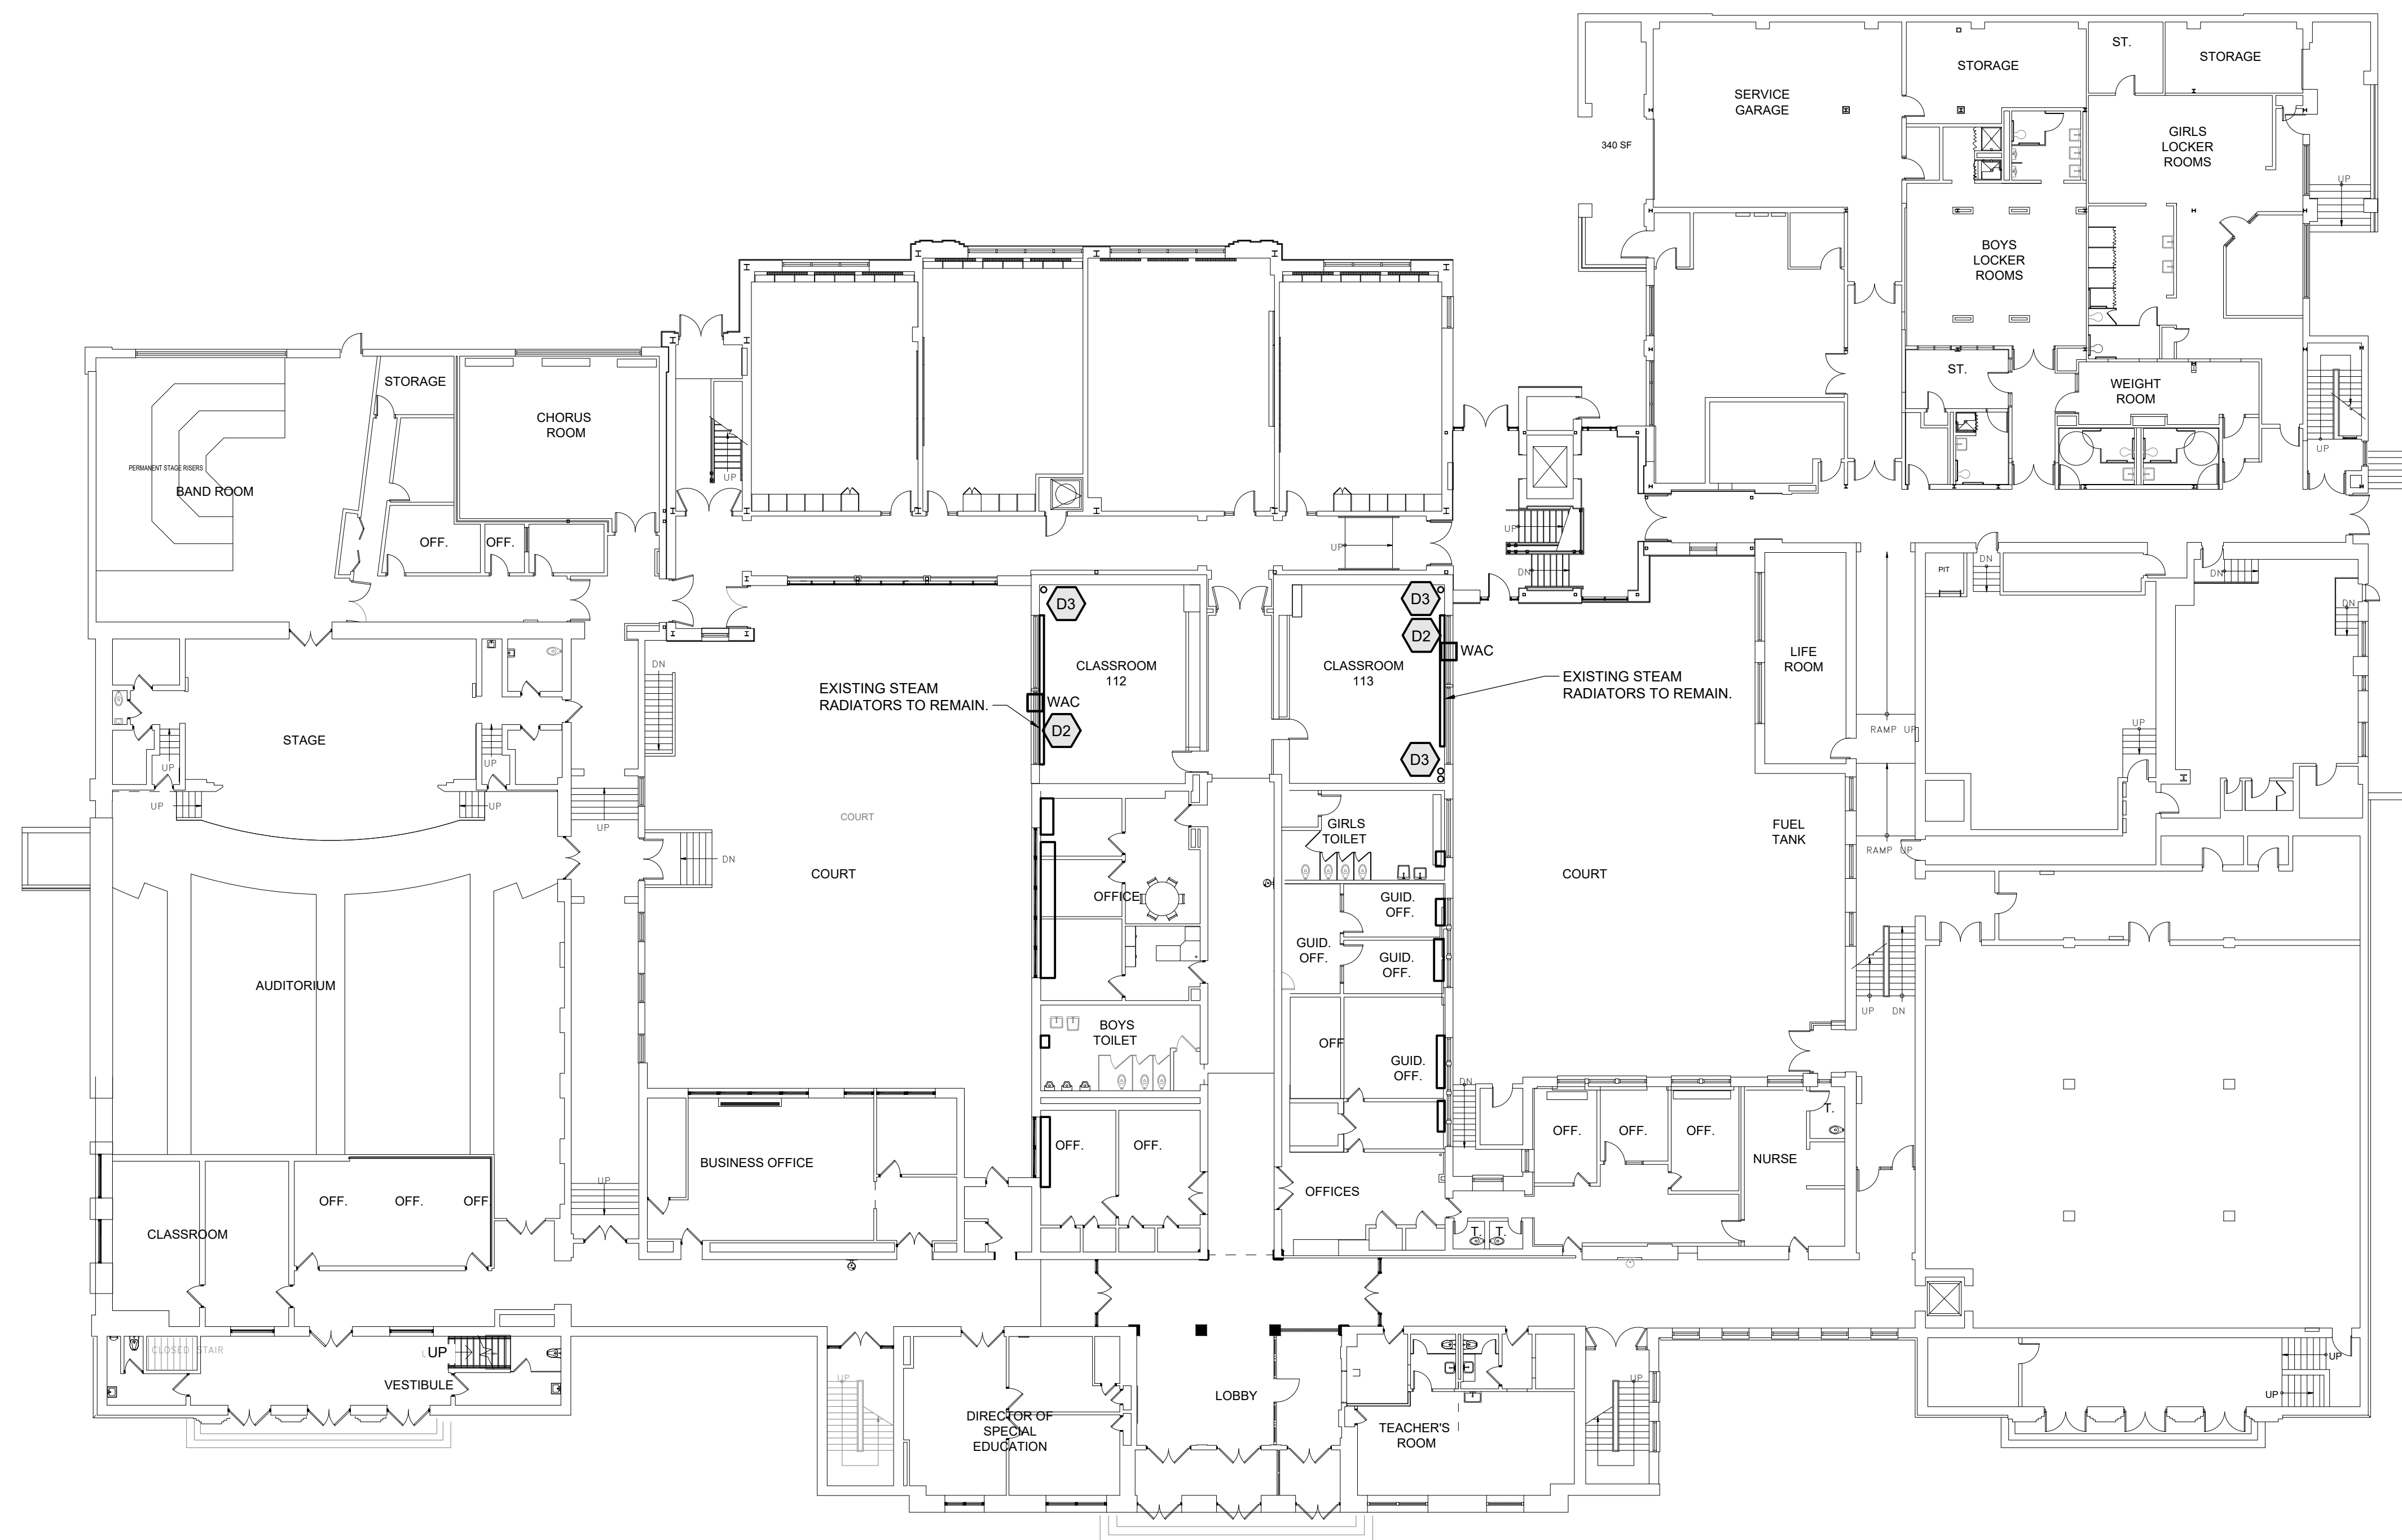 ST.
STORAGE
STORAGE
SERVICE
GARAGE
340 SF
GIRLS
LOCKER
ROOMS
UP
BOYS
LOCKER
ROOMS
ST.
WEIGHT
ROOM
UP
STORAGE
CHORUS
ROOM
PERMANENT STAGE RISERS
BAND ROOM
UP
OFF.
OFF.
UP
UP
DN
DN
PIT
DN
DN
D3
D3
D2
D3
CLASSROOM
112
CLASSROOM
113
WAC
LIFE
ROOM
EXISTING STEAM
RADIATORS TO REMAIN.
WAC
D2
EXISTING STEAM
RADIATORS TO REMAIN.
DN
STAGE
UP
UP
UP
UP
UP
RAMP UP
UP
COURT
COURT
DN
GIRLS
TOILET
FUEL
TANK
RAMP UP
COURT
OFFICE
GUID.
OFF.
GUID.
OFF.
GUID.
OFF.
AUDITORIUM
UP
DN
BOYS
TOILET
OFF
GUID.
OFF.
DN
T.
OFF.
OFF.
OFF.
OFF.
OFF.
NURSE
BUSINESS OFFICE
UP
OFF.
OFF.
OFF.
OFFICES
CLASSROOM
T.
T.
CLOSED STAIR
UP
VESTIBULE
UP
LOBBY
UP
UP
UP
DIRECTOR OF
SPECIAL
EDUCATION
TEACHER'S
ROOM